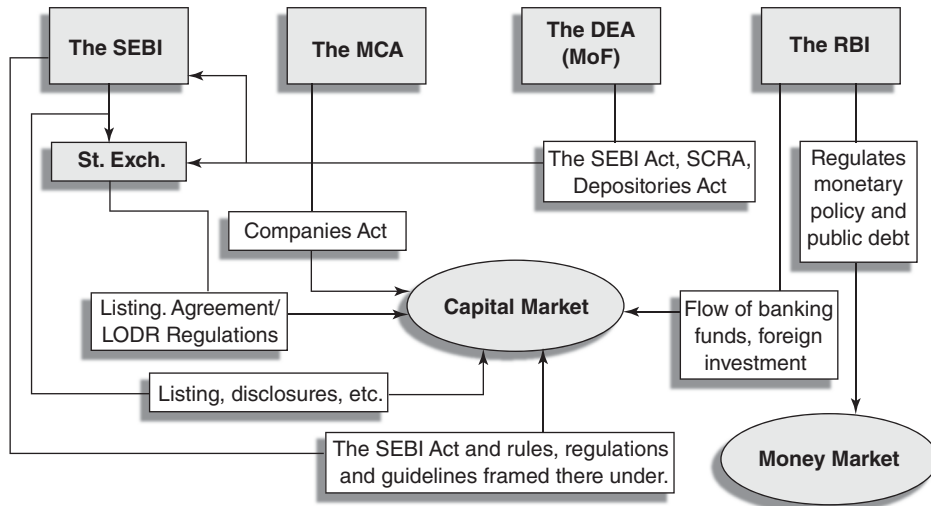 The SEBI
The MCA
The DEA
(MoF)
The RBI
St. Exch.
The SEBI Act, SCRA,
Depositories Act
Regulates
monetary
policy and
public debt
Companies Act
Listing. Agreement/
LODR Regulations
Capital Market
Flow of banking
funds, foreign
investment
Listing, disclosures, etc.
The SEBI Act and rules, regulations
and guidelines framed there under.
Money Market